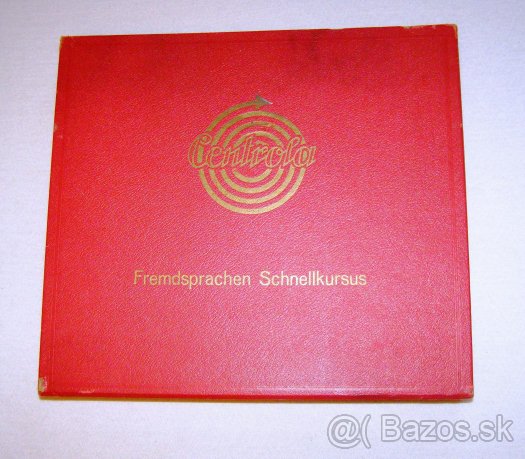 Centrola
Fremdsprachen Schnellkursus
@( Bazos.sk